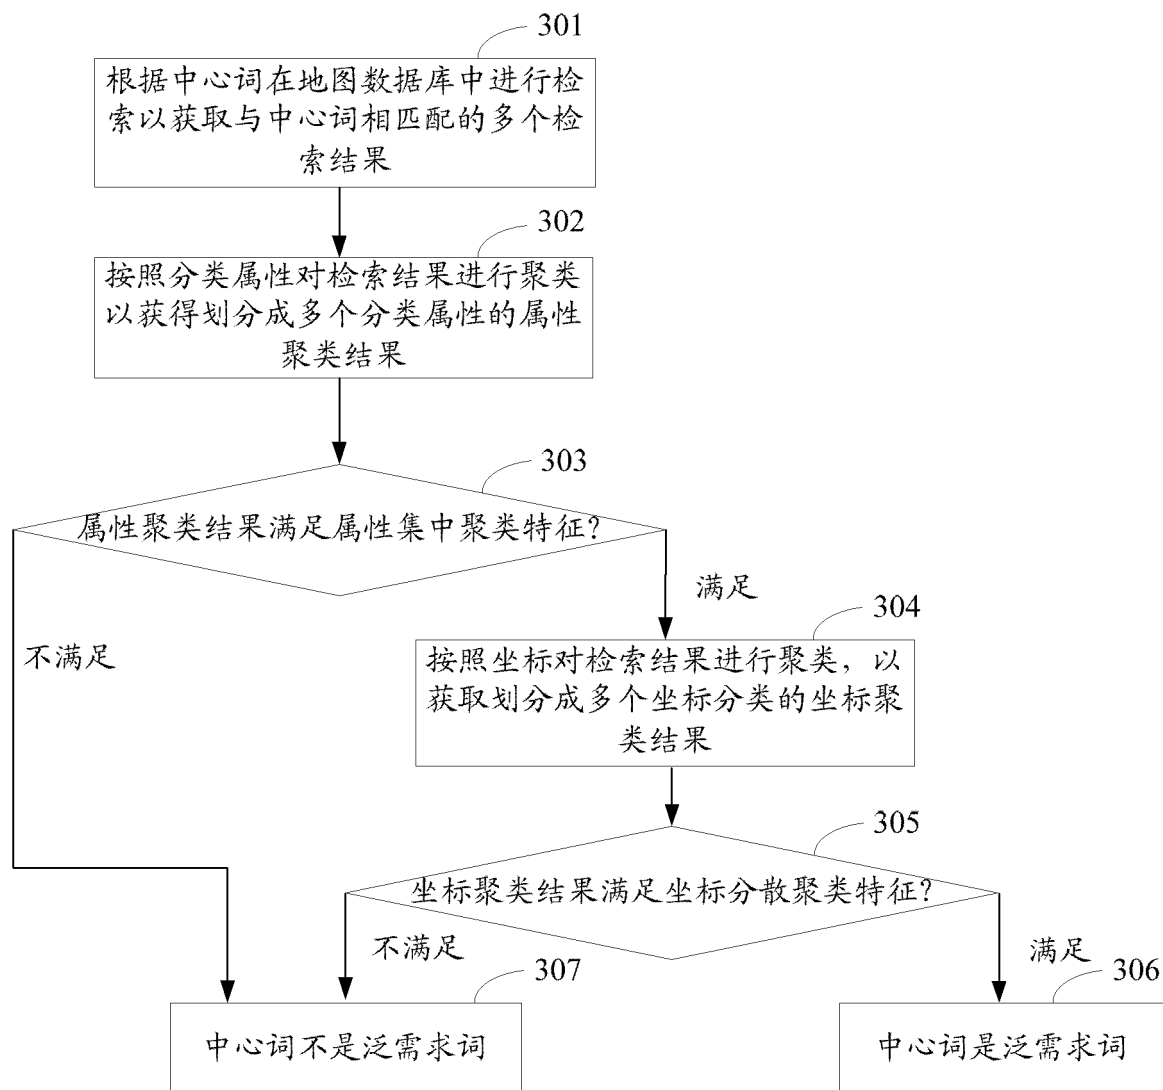 301
根据中心词在地图数据库中进行检
索以获取与中心词相匹配的多个检
索结果
302
按照分类属性对检索结果进行聚类
以获得划分成多个分类属性的属性
聚类结果
303
属性聚类结果满足属性集中聚类特征?
满足
不满足
304
按照坐标对检索结果进行聚类，以
获取划分成多个坐标分类的坐标聚
类结果
305
坐标聚类结果满足坐标分散聚类特征?
不满足
满足
307
中心词不是泛需求词
306
中心词是泛需求词